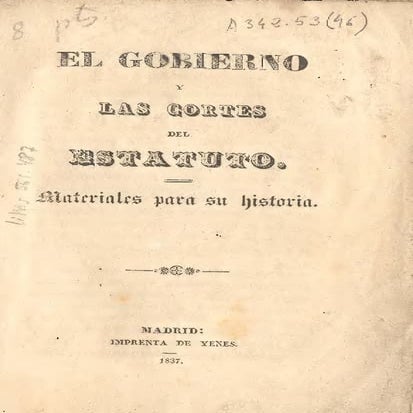 8 pts.
A 342.53(46)
EL GOBIERNO
Y
LAS CORTES
DEL
ESTATUTO.
Materiales para su historia.
MADRID:
IMPRENTA DE YENES.
1837.